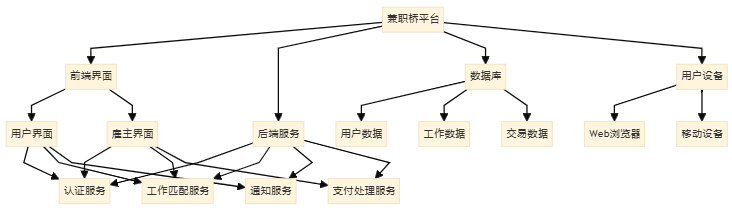 兼职桥平台
前端界面
数据库
用户设备
用户界面
雇主界面
后端服务
用户数据
工作数据
交易数据
Web浏览器
移动设备
认证服务
工作匹配服务
通知服务
支付处理服务